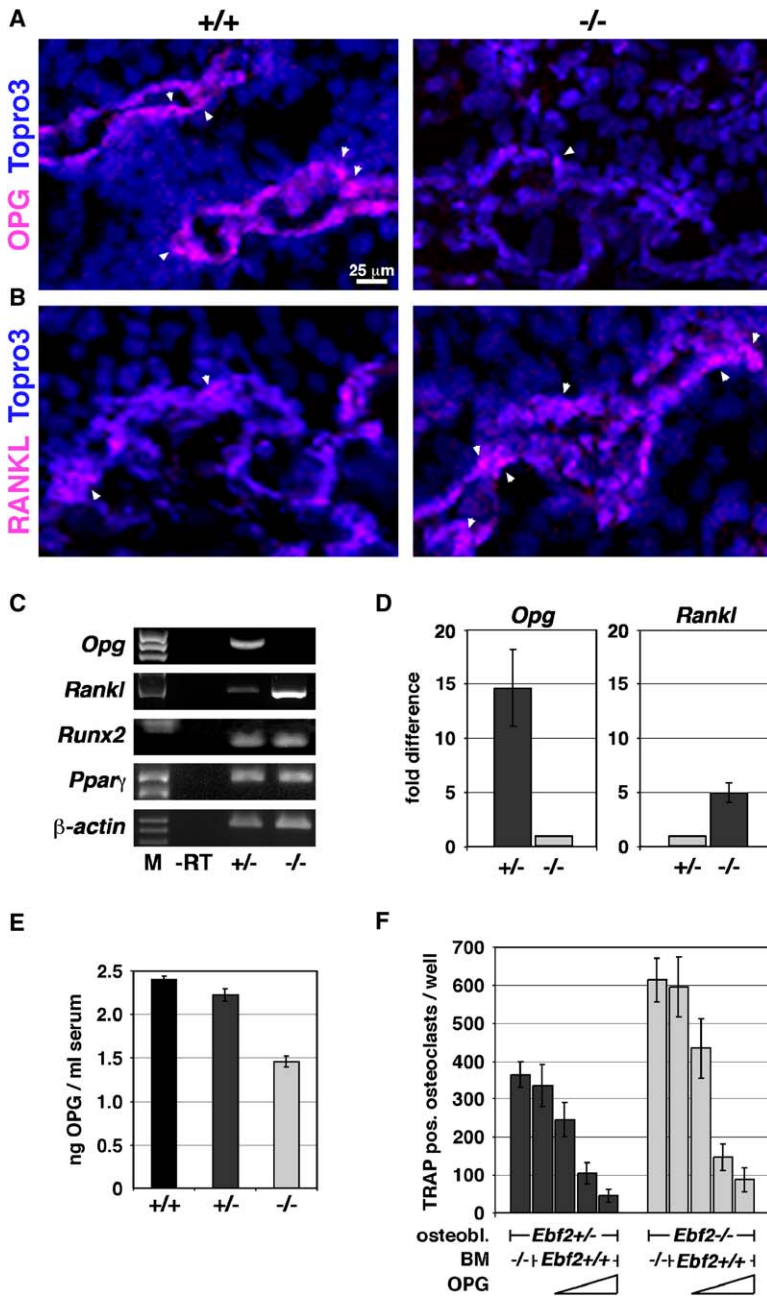 A
+/+
-/-
OPG Topro3
25 μm
B
RANKL Topro3
C
Opg
Rankl
Runx2
Pparγ
β-actin
M -RT +/- -/-
D
Opg Rankl
fold difference
20
15
10
5
0
+/- -/-
20
15
10
5
0
+/- -/-
E
ng OPG / ml serum
2.5
2.0
1.5
1.0
0.5
0
+/+ +/- -/-
F
TRAP pos. osteoclasts / well
700
600
500
400
300
200
100
0
osteobl. Ebf2+/- Ebf2-/-
BM -/- Ebf2+/+ -/- Ebf2+/+
OPG